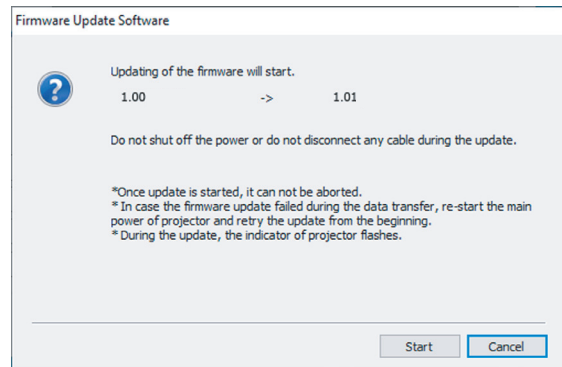 Firmware Update Software
Updating of the firmware will start.
1.00 -> 1.01
Do not shut off the power or do not disconnect any cable during the update.
*Once update is started, it can not be aborted.
* In case the firmware update failed during the data transfer, re-start the main
power of projector and retry the update from the beginning.
* During the update, the indicator of projector flashes.
Start Cancel